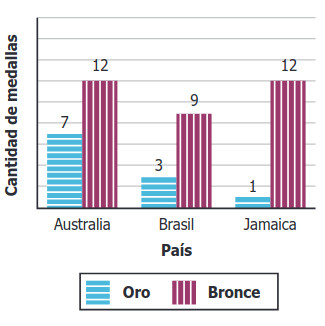 Cantidad de medallas
7
12
3
9
1
12
Australia
Brasil
Jamaica
País
Oro
Bronce